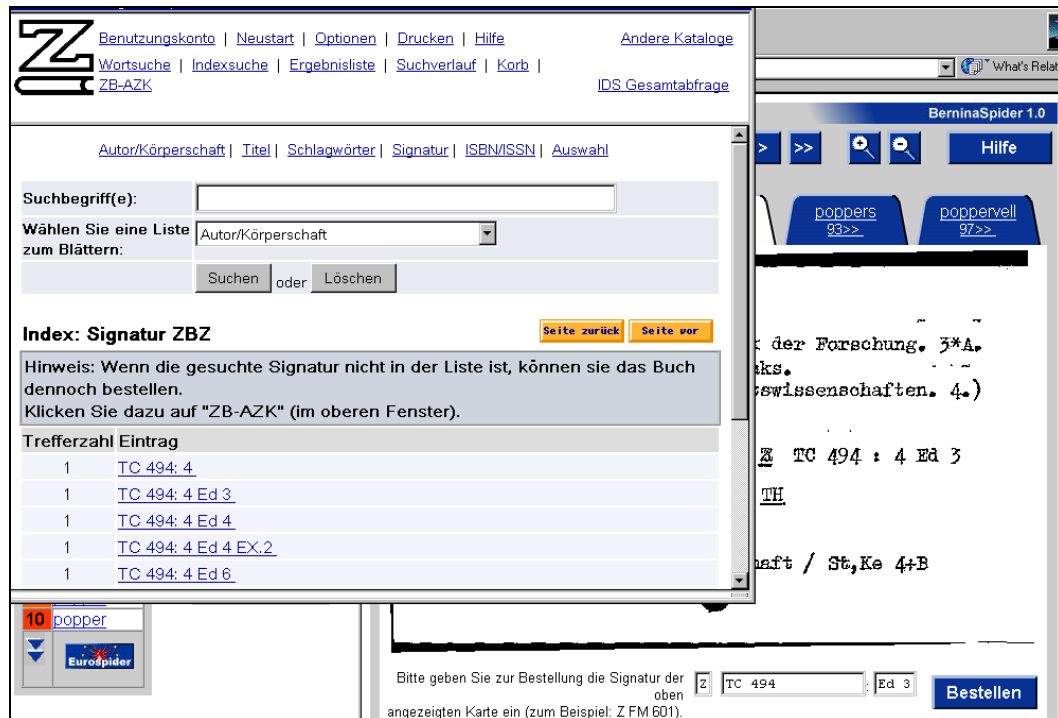 Benutzungskonto | Neustart | Optionen | Drucken | Hilfe Andere Kataloge
Wortsuche | Indexsuche | Ergebnisliste | Suchverlauf | Korb |
ZB-AZK IDS Gesamtabfrage
What's Relat
BerninaSpider 1.0
> >> Hilfe
Autor/Körperschaft | Titel | Schlagwörter | Signatur | ISBN/ISSN | Auswahl
poppers
93>>
poppervell
97>>
Suchbegriff(e):
Wählen Sie eine Liste
zum Blättern:
Autor/Körperschaft
Suchen oder Löschen
Index: Signatur ZBZ Seite zurück Seite vor
Hinweis: Wenn die gesuchte Signatur nicht in der Liste ist, können sie das Buch
dennoch bestellen.
Klicken Sie dazu auf "ZB-AZK" (im oberen Fenster).
Trefferzahl Eintrag
1 TC 494: 4
1 TC 494: 4 Ed 3
1 TC 494: 4 Ed 4
1 TC 494: 4 Ed 4 EX.2
1 TC 494: 4 Ed 6
der Forschung. 3*A.
ks.
swissenschaften. 4.)
Z TC 494 : 4 Ed 3
TH
aft / St,Ke 4+B
10 popper
Eurospider
Bitte geben Sie zur Bestellung die Signatur der
oben
angezeigten Karte ein (zum Beispiel: Z FM 601).
Z TC 494 : Ed 3
Bestellen